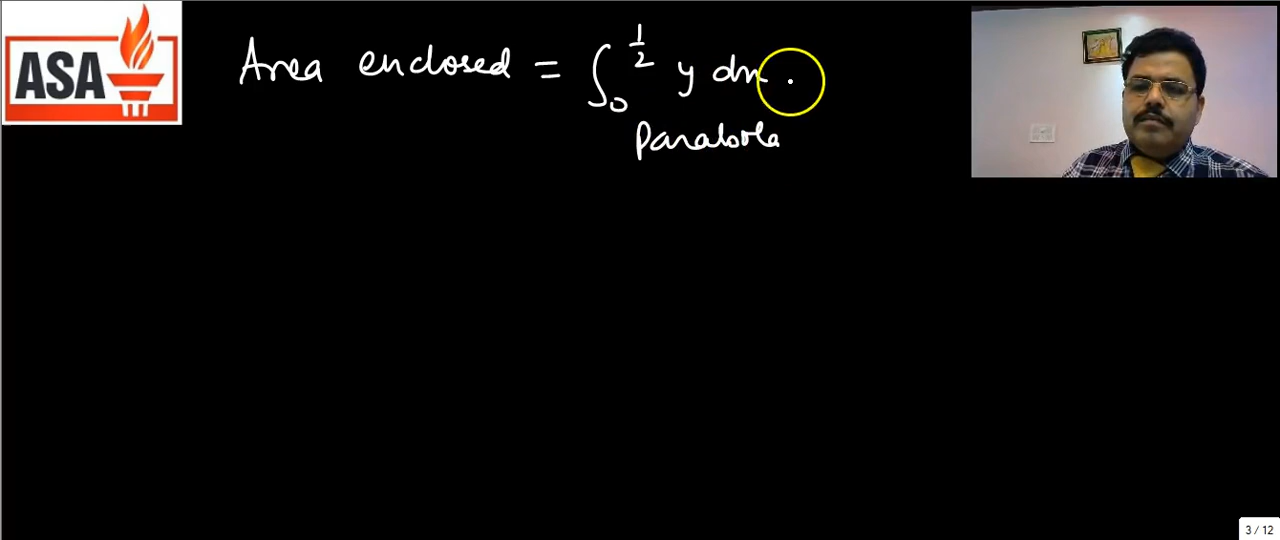 ASA
Area enclosed = ∫₀^{1/2} y dx .
Parabola
3 / 12